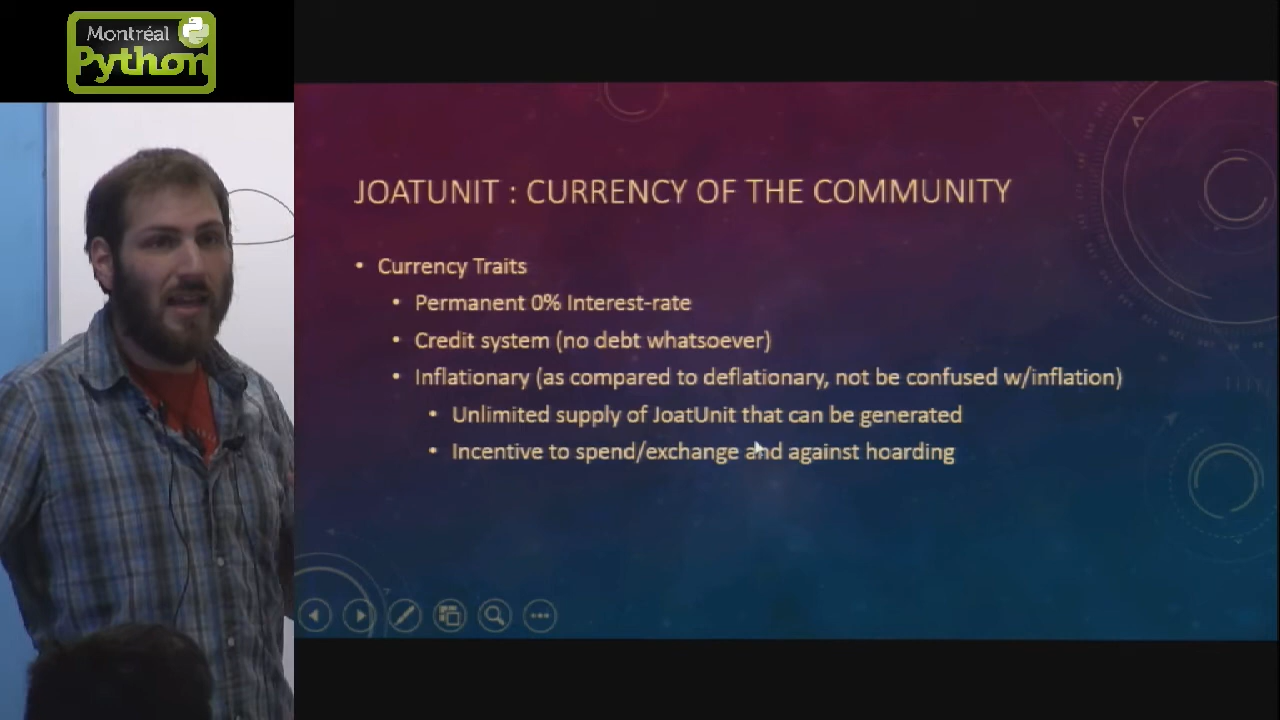 Montréal
Python
JOATUNIT : CURRENCY OF THE COMMUNITY
• Currency Traits
• Permanent 0% Interest-rate
• Credit system (no debt whatsoever)
• Inflationary (as compared to deflationary, not be confused w/inflation)
• Unlimited supply of JoatUnit that can be generated
• Incentive to spend/exchange and against hoarding